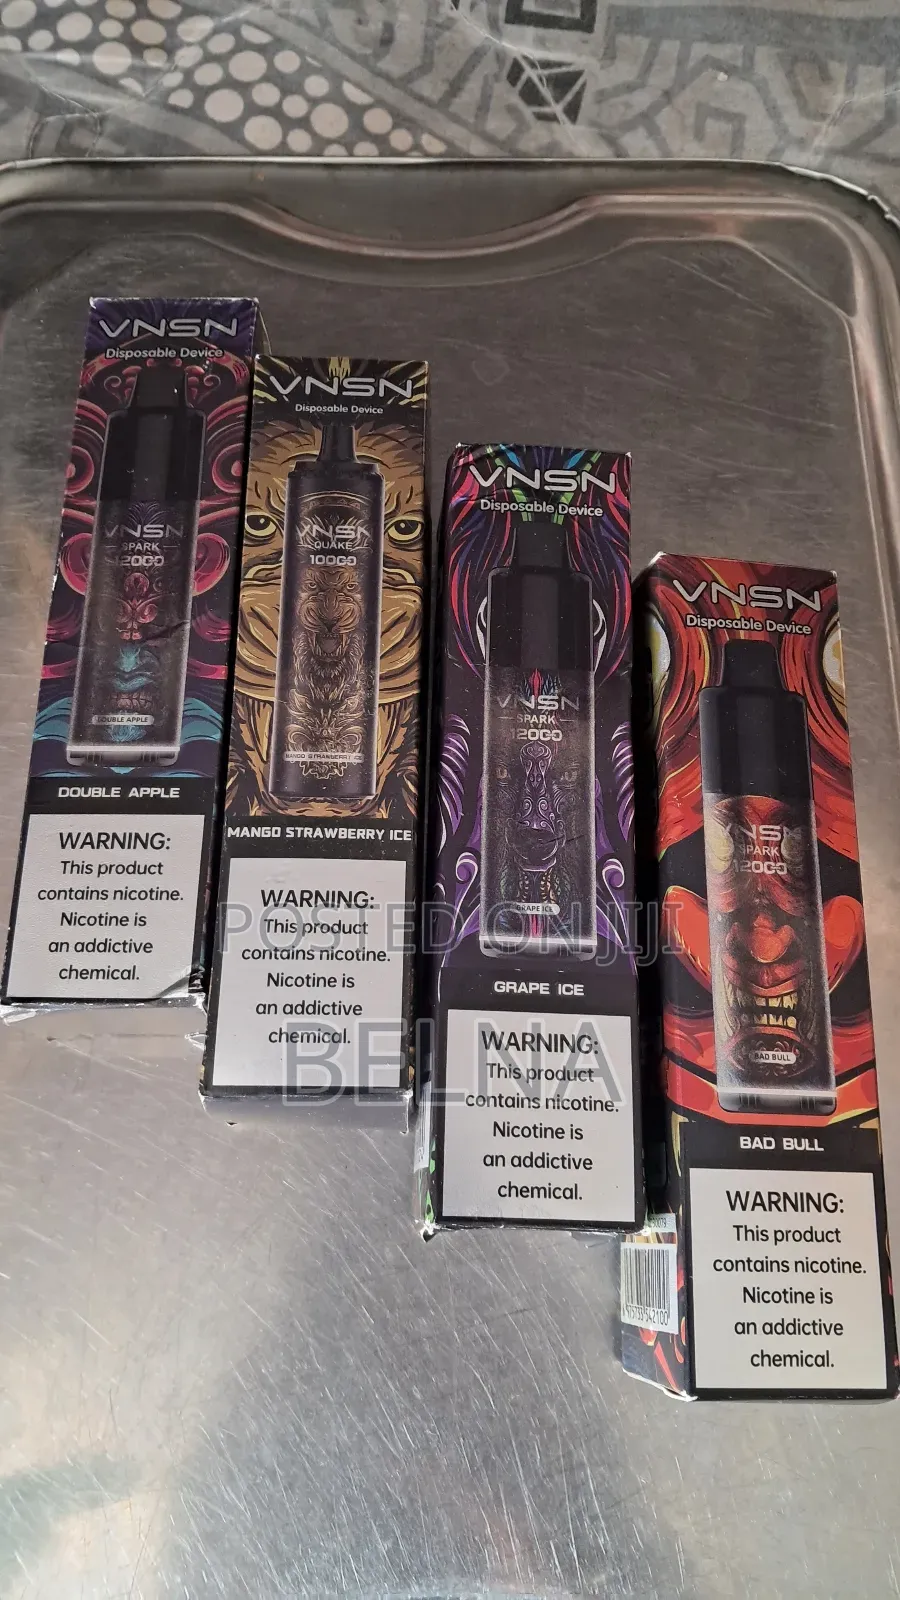 VNSN
Disposable Device
VNSN
SPARK
12000
DOUBLE APPLE
DOUBLE APPLE
WARNING:
This product
contains nicotine.
Nicotine is
an addictive
chemical.
VNSN
Disposable Device
VNSN
QUAKE
10000
MANGO STRAWBERRY ICE
MANGO STRAWBERRY ICE
WARNING:
This product
contains nicotine.
Nicotine is
an addictive
chemical.
VNSN
Disposable Device
VNSN
SPARK
12000
GRAPE ICE
GRAPE ICE
WARNING:
This product
contains nicotine.
Nicotine is
an addictive
chemical.
VNSN
Disposable Device
VNSN
SPARK
12000
BAD BULL
BAD BULL
WARNING:
This product
contains nicotine.
Nicotine is
an addictive
chemical.
POSTED ON JIJI
BELNA